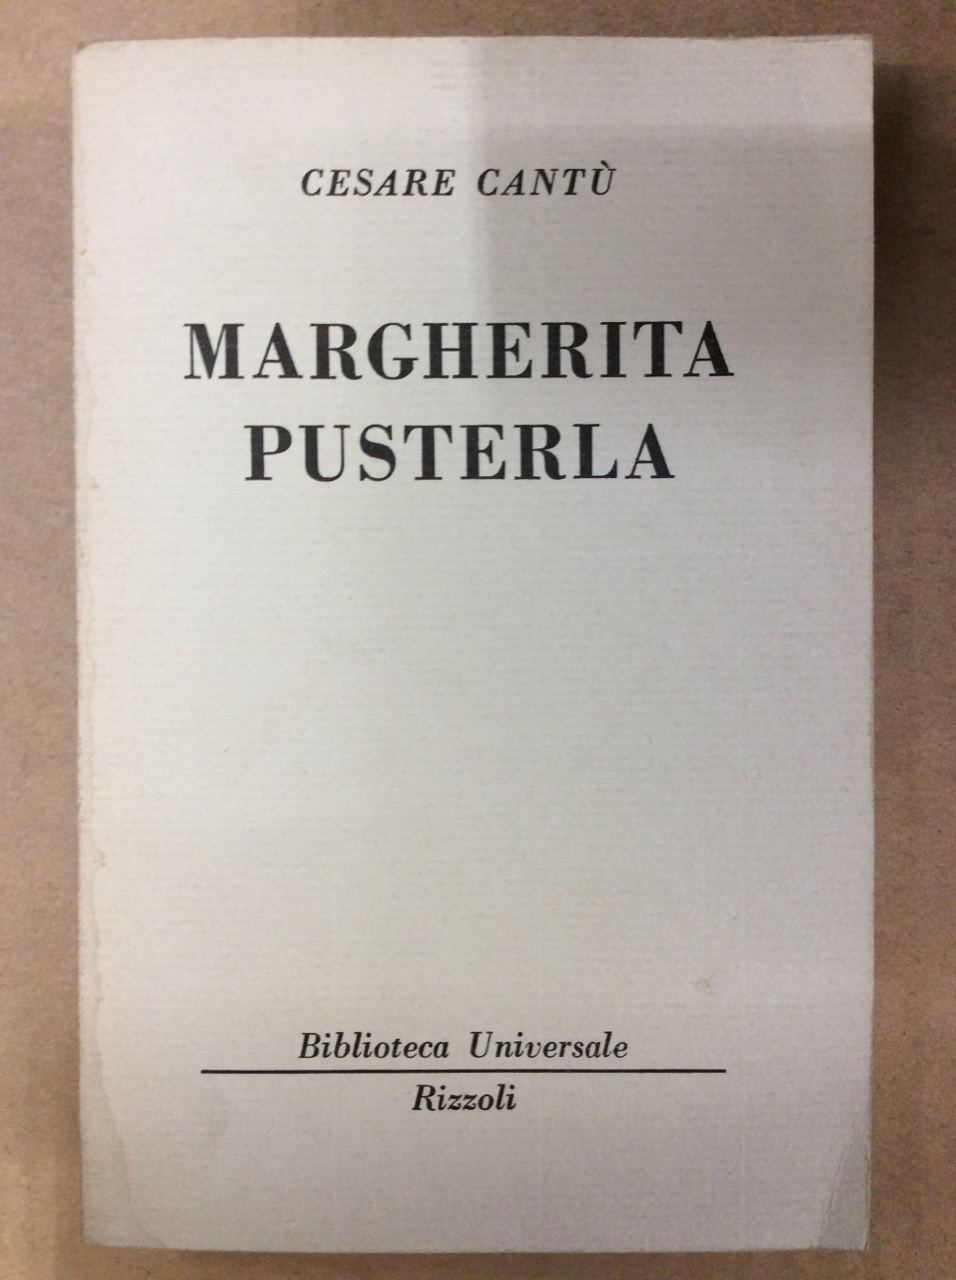 CESARE CANTÙ
MARGHERITA
PUSTERLA
Biblioteca Universale
Rizzoli